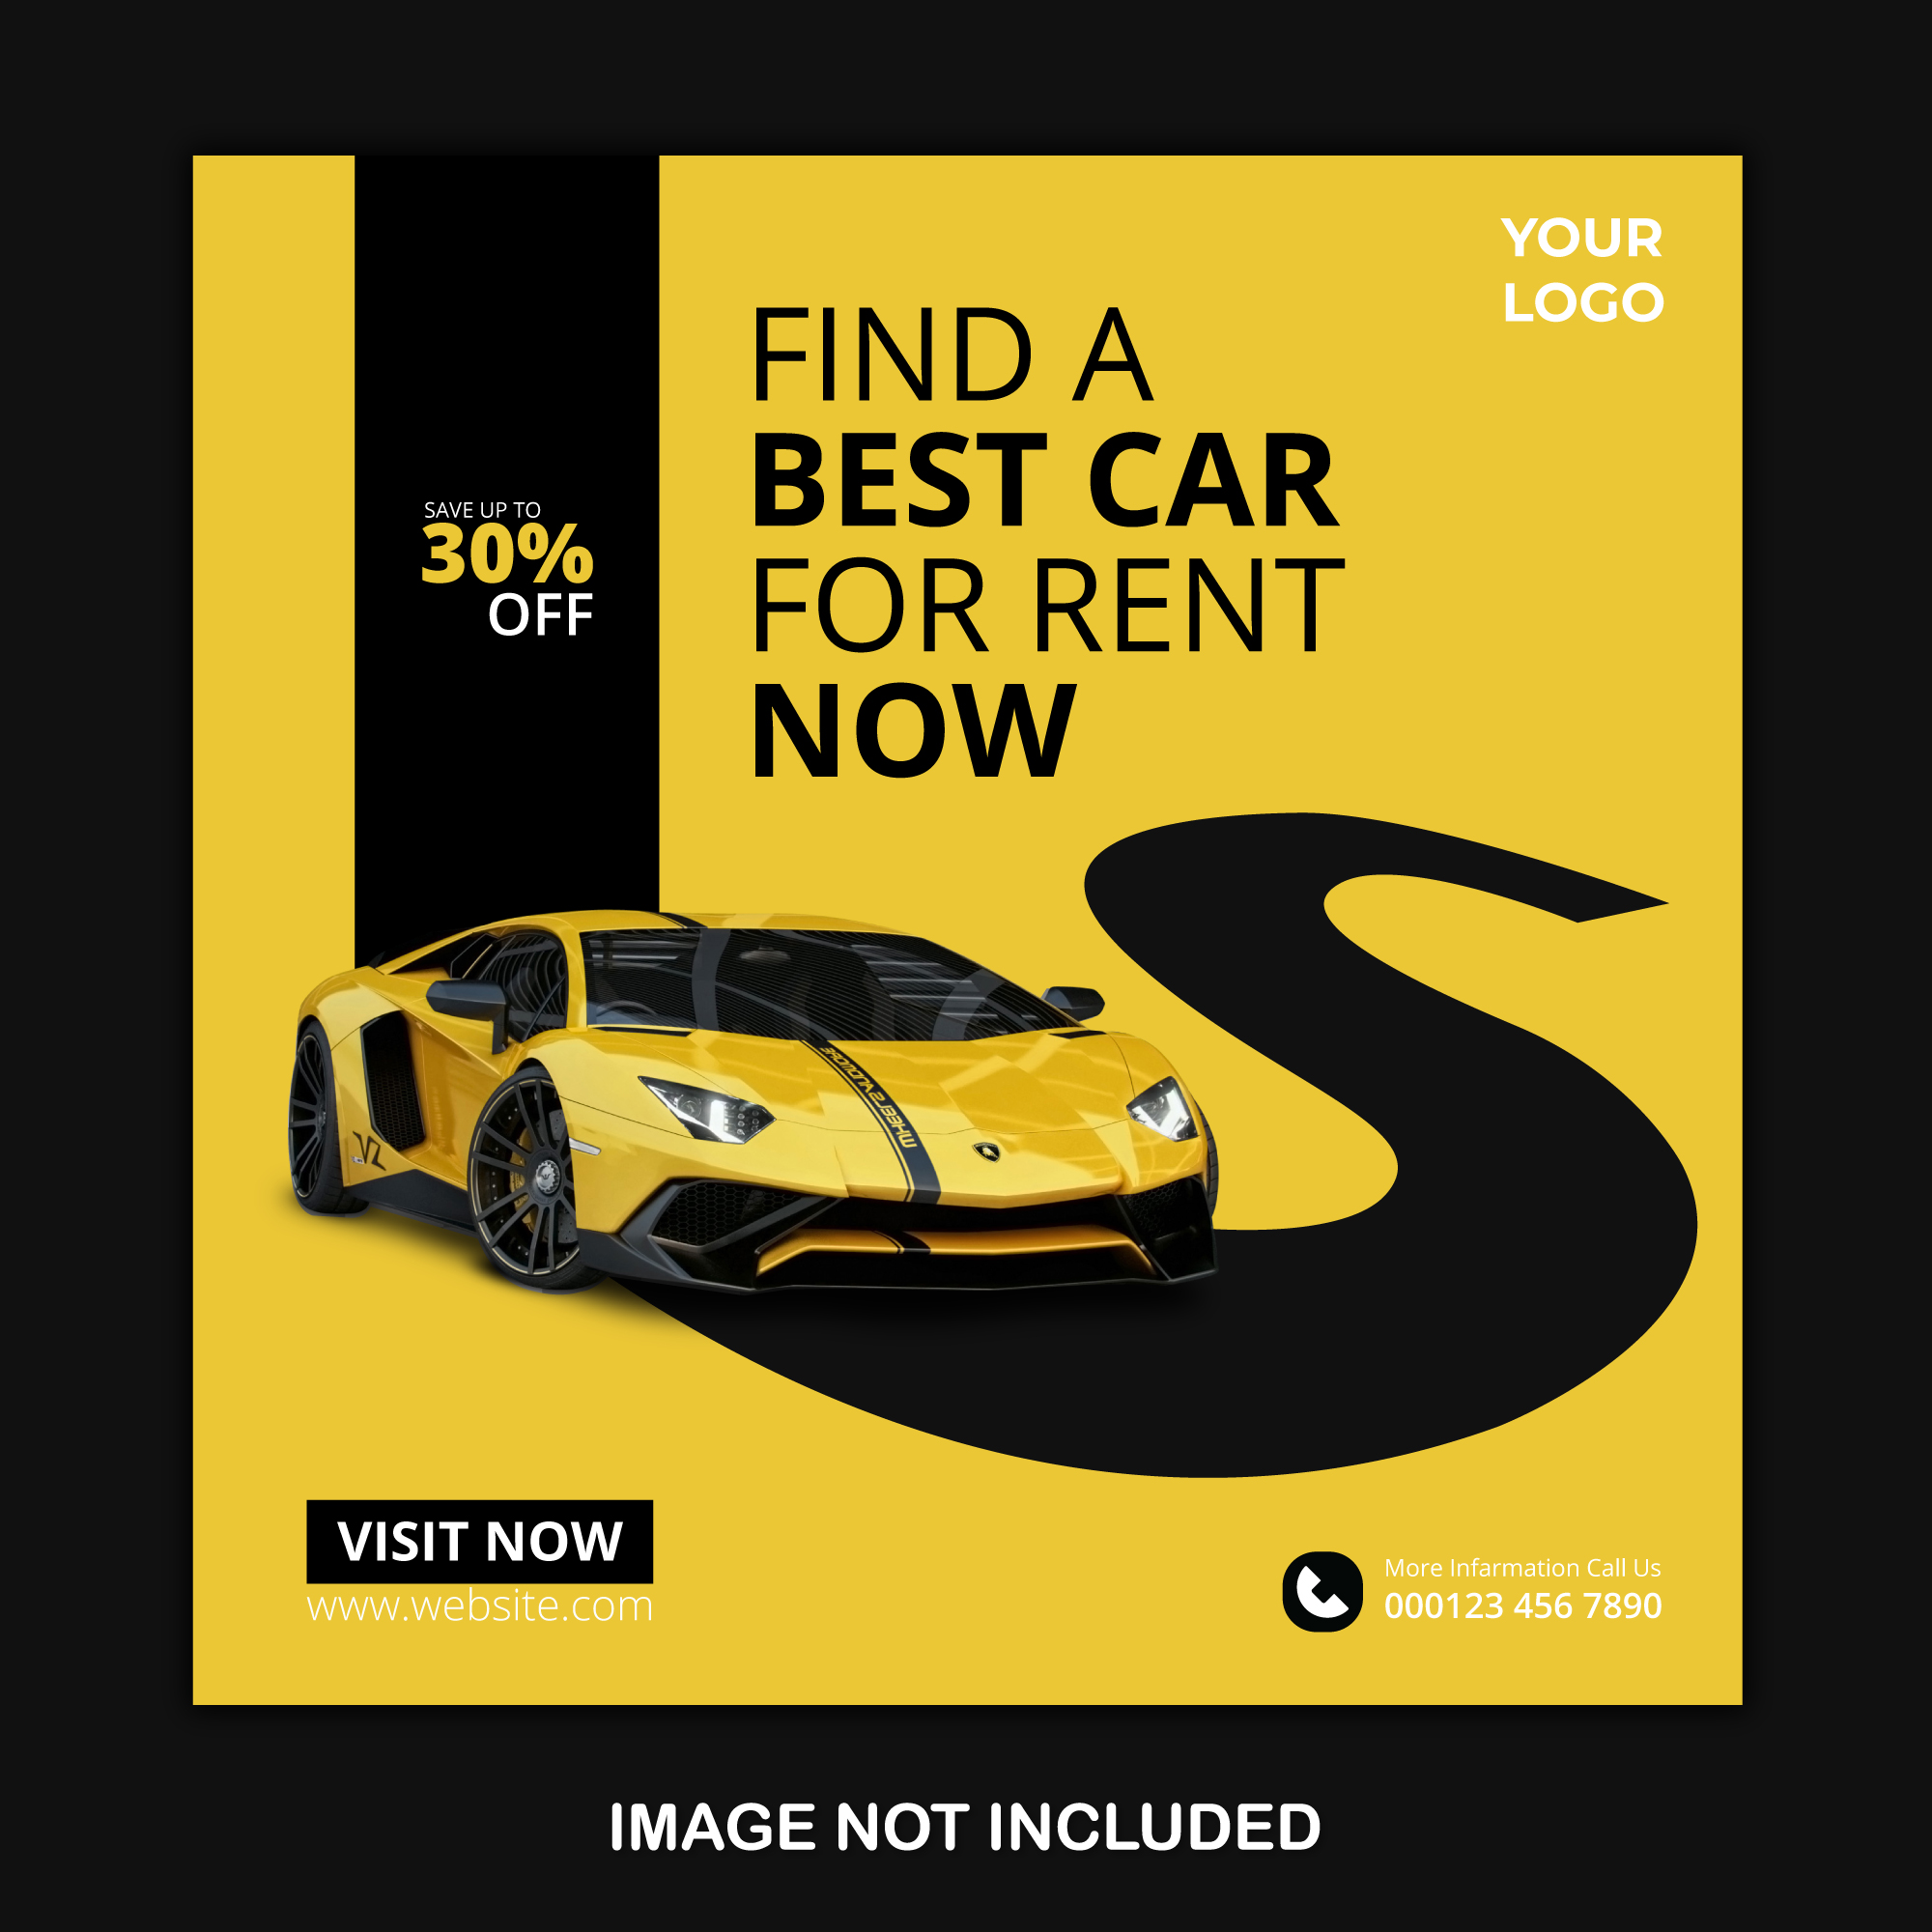 YOUR
LOGO
FIND A
BEST CAR
FOR RENT
NOW
SAVE UP TO
30%
OFF
VISIT NOW
www.website.com
More Infarmation Call Us
000123 456 7890
IMAGE NOT INCLUDED